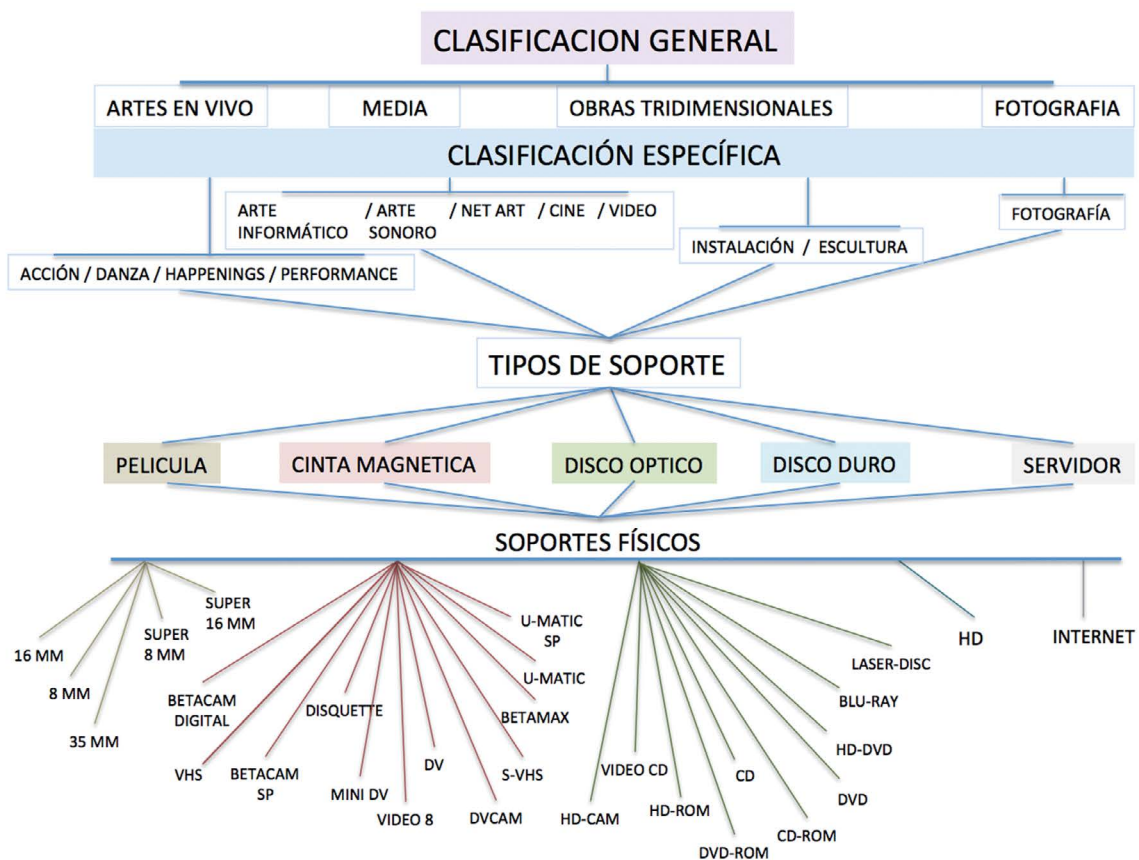 CLASIFICACION GENERAL
ARTES EN VIVO
MEDIA
OBRAS TRIDIMENSIONALES
FOTOGRAFIA
CLASIFICACIÓN ESPECÍFICA
ARTE / ARTE / NET ART / CINE / VIDEO
INFORMÁTICO SONORO
FOTOGRAFÍA
INSTALACIÓN / ESCULTURA
ACCIÓN / DANZA / HAPPENINGS / PERFORMANCE
TIPOS DE SOPORTE
PELICULA
CINTA MAGNETICA
DISCO OPTICO
DISCO DURO
SERVIDOR
SOPORTES FÍSICOS
16 MM
8 MM
35 MM
SUPER
8 MM
SUPER
16 MM
BETACAM
DIGITAL
VHS
BETACAM
SP
DISQUETTE
MINI DV
VIDEO 8
DV
DVCAM
S-VHS
BETAMAX
U-MATIC
U-MATIC
SP
HD-CAM
VIDEO CD
HD-ROM
DVD-ROM
CD
CD-ROM
DVD
HD-DVD
BLU-RAY
LASER-DISC
HD
INTERNET